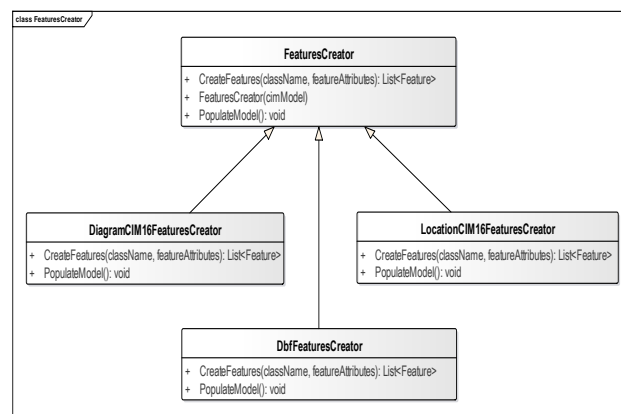 class FeaturesCreator
FeaturesCreator
+ CreateFeatures(className, featureAttributes): List<Feature>
+ FeaturesCreator(cimModel)
+ PopulateModel(): void
DiagramCIM16FeaturesCreator
+ CreateFeatures(className, featureAttributes): List<Feature>
+ PopulateModel(): void
LocationCIM16FeaturesCreator
+ CreateFeatures(className, featureAttributes): List<Feature>
+ PopulateModel(): void
DbfFeaturesCreator
+ CreateFeatures(className, featureAttributes): List<Feature>
+ PopulateModel(): void